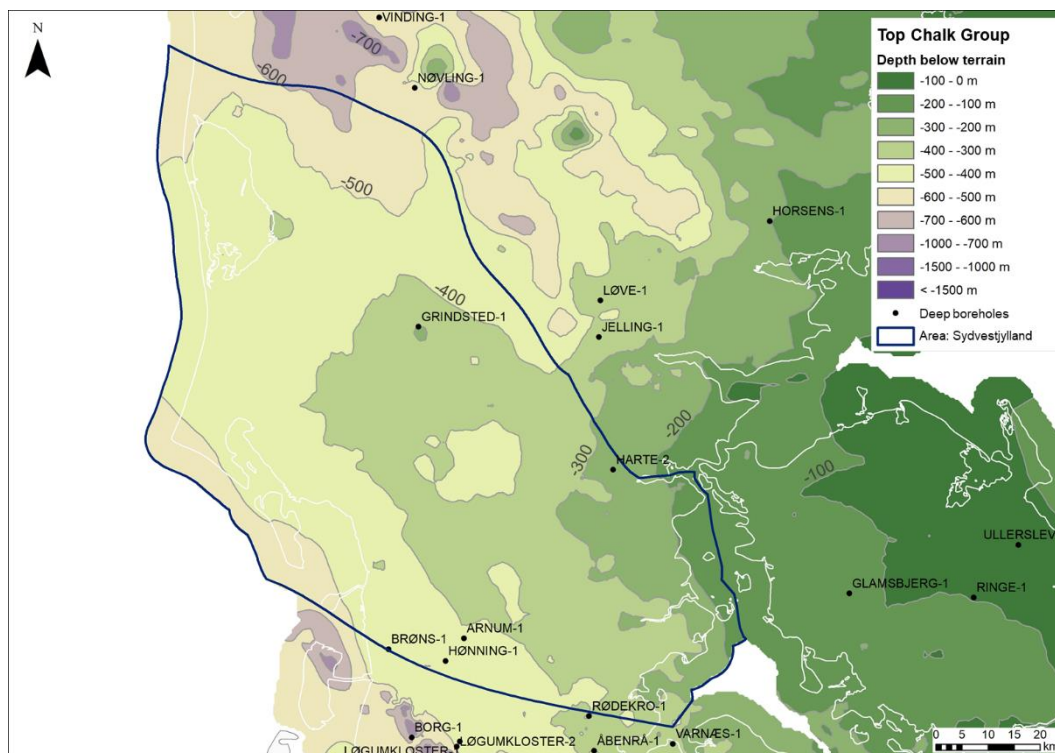 N
Top Chalk Group
Depth below terrain
-100 - 0 m
-200 - -100 m
-300 - -200 m
-400 - -300 m
-500 - -400 m
-600 - -500 m
-700 - -600 m
-1000 - -700 m
-1500 - -1000 m
< -1500 m
Deep boreholes
Area: Sydvestjylland
VINDING-1
-700
-600
NØVLING-1
-500
HORSENS-1
-400
LØVE-1
GRINDSTED-1
JELLING-1
-200
-300
HARTE-2
-100
ULLERSLEV
GLAMSBJERG-1
RINGE-1
ARNUM-1
BRØNS-1
HØNNING-1
RØDEKRO-1
BORG-1
LØGUMKLOSTER-2
ÅBENRÅ-1
VARNÆS-1
LØGUMKLOSTER-1
0 5 10 15 20